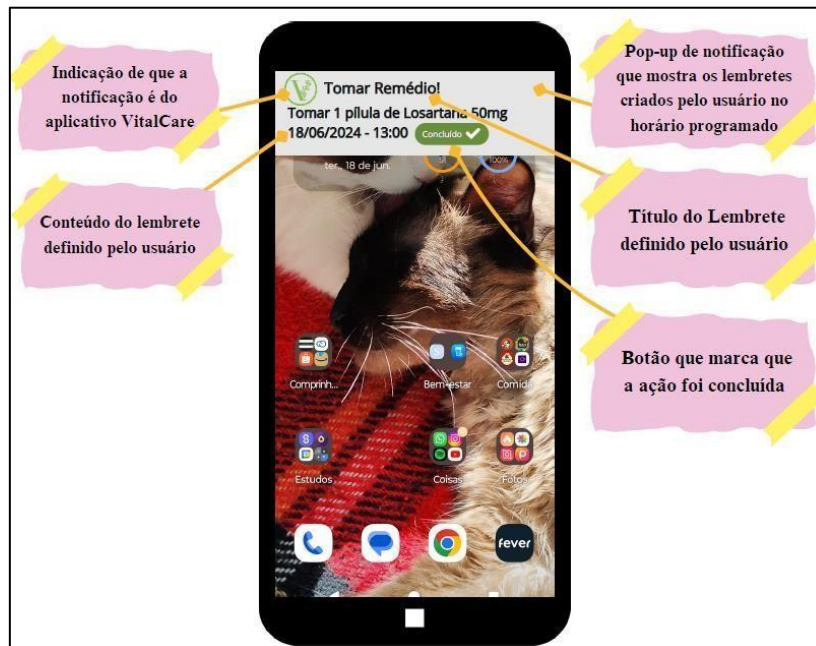 Indicação de que a
notificação é do
aplicativo VitalCare
Conteúdo do lembrete
definido pelo usuário
Tomar Remédio!
Tomar 1 pílula de Losartana 50mg
18/06/2024 - 13:00 Concluído
ter., 18 de jun.
100%
Comprinh...
Bem-estar
Comida
Estudos
Coisas
Fotos
fever
Pop-up de notificação
que mostra os lembretes
criados pelo usuário no
horário programado
Título do Lembrete
definido pelo usuário
Botão que marca que
a ação foi concluída